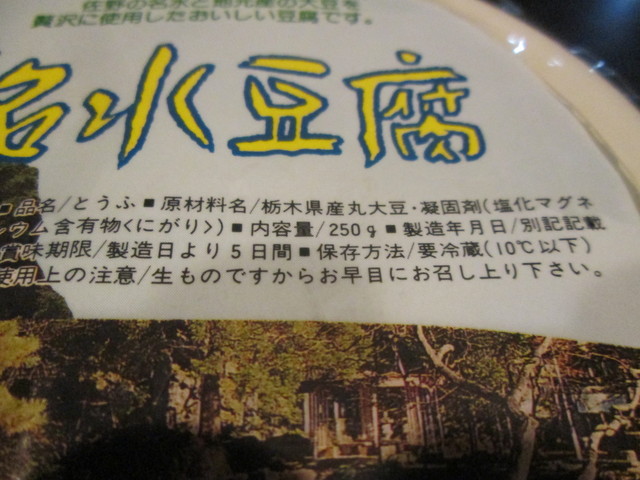 佐野の名水と地元産の大豆を
贅沢に使用したおいしい豆腐です。
名水豆腐
■品名/とうふ■原材料名/栃木県産丸大豆・凝固剤(塩化マグネ
シウム含有物<にがり>)■内容量/250g■製造年月日/別記記載
賞味期限/製造日より5日間■保存方法/要冷蔵(10℃以下)
使用上の注意/生ものですからお早目にお召し上り下さい。